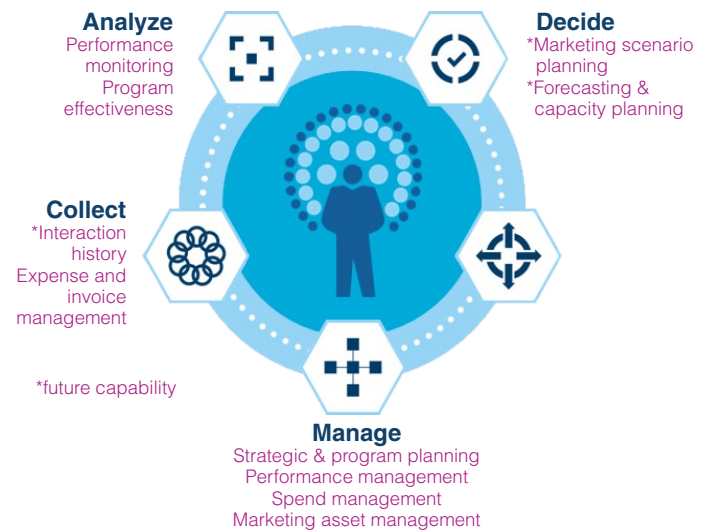 Analyze
Performance
monitoring
Program
effectiveness
Decide
*Marketing scenario
planning
*Forecasting &
capacity planning
Collect
*Interaction
history
Expense and
invoice
management
*future capability
Manage
Strategic & program planning
Performance management
Spend management
Marketing asset management